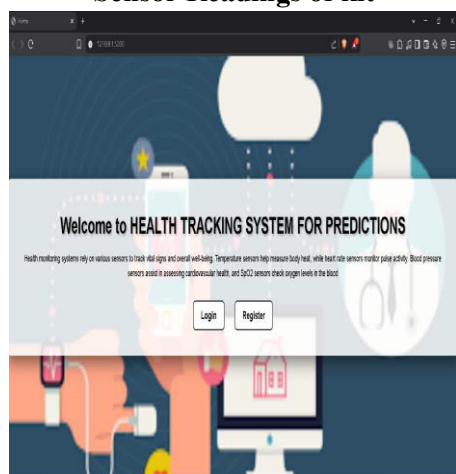 Sensor Readings of kit
Home
Welcome to HEALTH TRACKING SYSTEM FOR PREDICTIONS
Health monitoring systems rely on various sensors to track vital signs and overall well-being. Temperature sensors help measure body heat, while heart rate sensors monitor pulse activity. Blood pressure
sensors assist in assessing cardiovascular health, and SpO2 sensors check oxygen levels in the blood
Login Register